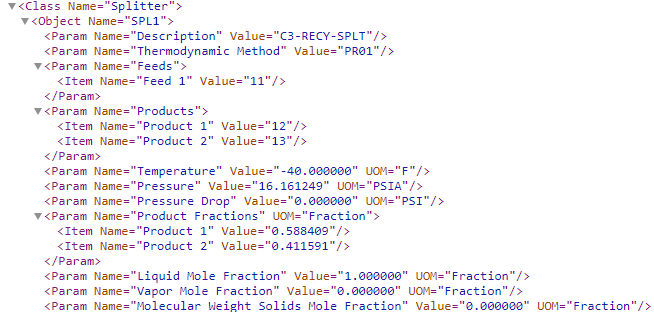 ▼<Class Name="Splitter">
▼<Object Name="SPL1">
<Param Name="Description" Value="C3-RECY-SPLT"/>
<Param Name="Thermodynamic Method" Value="PR01"/>
▼<Param Name="Feeds">
<Item Name="Feed 1" Value="11"/>
</Param>
▼<Param Name="Products">
<Item Name="Product 1" Value="12"/>
<Item Name="Product 2" Value="13"/>
</Param>
<Param Name="Temperature" Value="-40.000000" UOM="F"/>
<Param Name="Pressure" Value="16.161249" UOM="PSIA"/>
<Param Name="Pressure Drop" Value="0.000000" UOM="PSI"/>
▼<Param Name="Product Fractions" UOM="Fraction">
<Item Name="Product 1" Value="0.588409"/>
<Item Name="Product 2" Value="0.411591"/>
</Param>
<Param Name="Liquid Mole Fraction" Value="1.000000" UOM="Fraction"/>
<Param Name="Vapor Mole Fraction" Value="0.000000" UOM="Fraction"/>
<Param Name="Molecular Weight Solids Mole Fraction" Value="0.000000" UOM="Fraction"/>